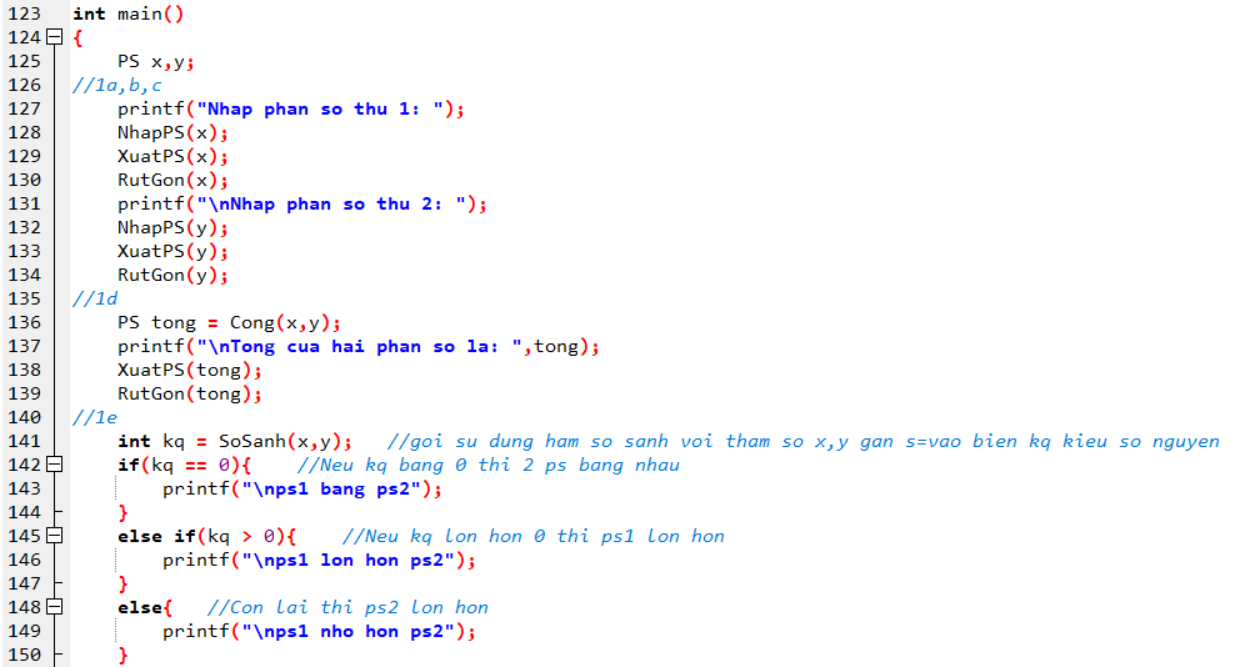 123 int main()
124 {
125 PS x,y;
126 //1a,b,c
127 printf("Nhap phan so thu 1: ");
128 NhapPS(x);
129 XuatPS(x);
130 RutGon(x);
131 printf("\nNhap phan so thu 2: ");
132 NhapPS(y);
133 XuatPS(y);
134 RutGon(y);
135 //1d
136 PS tong = Cong(x,y);
137 printf("\nTong cua hai phan so la: ",tong);
138 XuatPS(tong);
139 RutGon(tong);
140 //1e
141 int kq = SoSanh(x,y); //goi su dung ham so sanh voi tham so x,y gan s=vao bien kq kieu so nguyen
142 if(kq == 0){ //Neu kq bang 0 thi 2 ps bang nhau
143 printf("\nps1 bang ps2");
144 }
145 else if(kq > 0){ //Neu kq lon hon 0 thi ps1 lon hon
146 printf("\nps1 lon hon ps2");
147 }
148 else{ //Con lai thi ps2 lon hon
149 printf("\nps1 nho hon ps2");
150 }